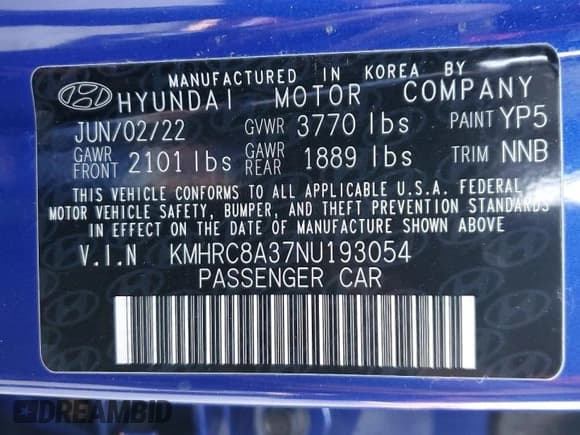 MANUFACTURED IN KOREA BY
HYUNDAI MOTOR COMPANY
JUN/02/22 GVWR 3770 lbs PAINT YP5
GAWR FRONT 2101 lbs GAWR REAR 1889 lbs TRIM NNB
THIS VEHICLE CONFORMS TO ALL APPLICABLE U.S.A. FEDERAL
MOTOR VEHICLE SAFETY, BUMPER, AND THEFT PREVENTION STANDARDS
IN EFFECT ON THE DATE OF MANUFACTURE SHOWN ABOVE
V.I.N KMHRC8A37NU193054
PASSENGER CAR
DREAMBID